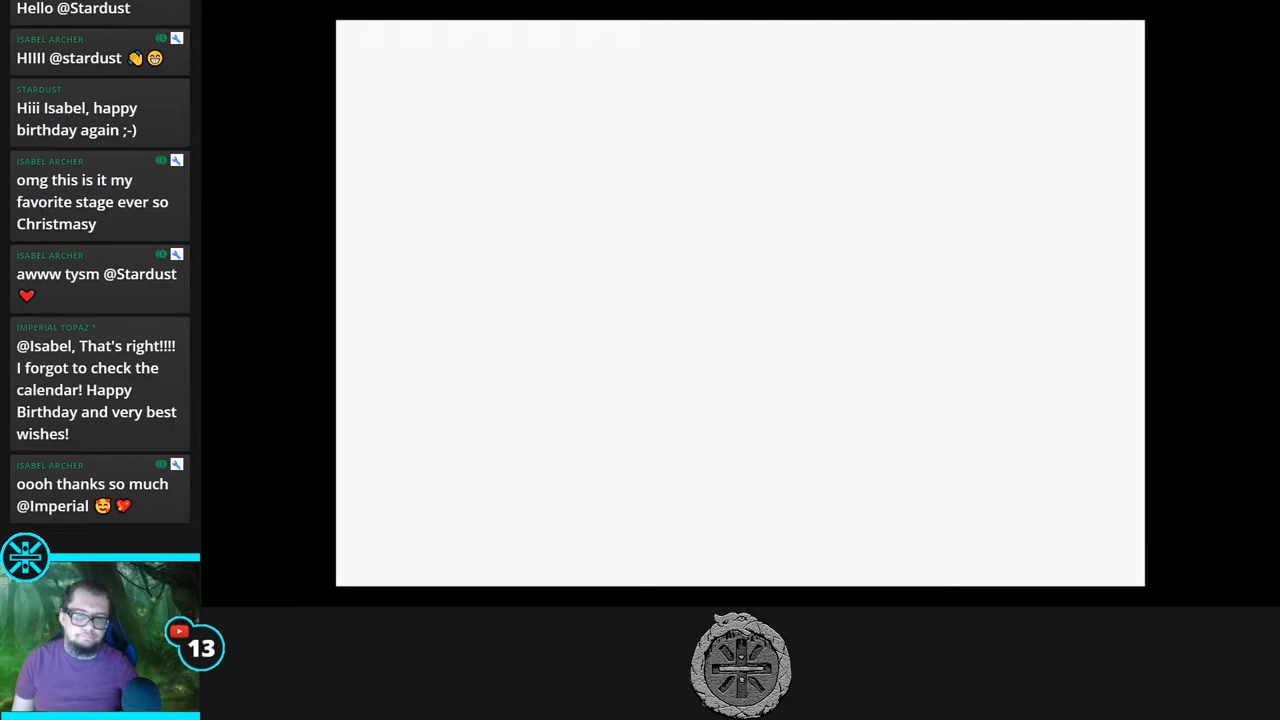 Hello @Stardust
ISABEL ARCHER
HIIII @stardust 👋😁
STARDUST
Hiii Isabel, happy
birthday again ;-)
ISABEL ARCHER
omg this is it my
favorite stage ever so
Christmasy
ISABEL ARCHER
awww tysm @Stardust
❤️
IMPERIAL TOPAZ *
@Isabel, That's right!!!!
I forgot to check the
calendar! Happy
Birthday and very best
wishes!
ISABEL ARCHER
oooh thanks so much
@Imperial 🥰💖
13